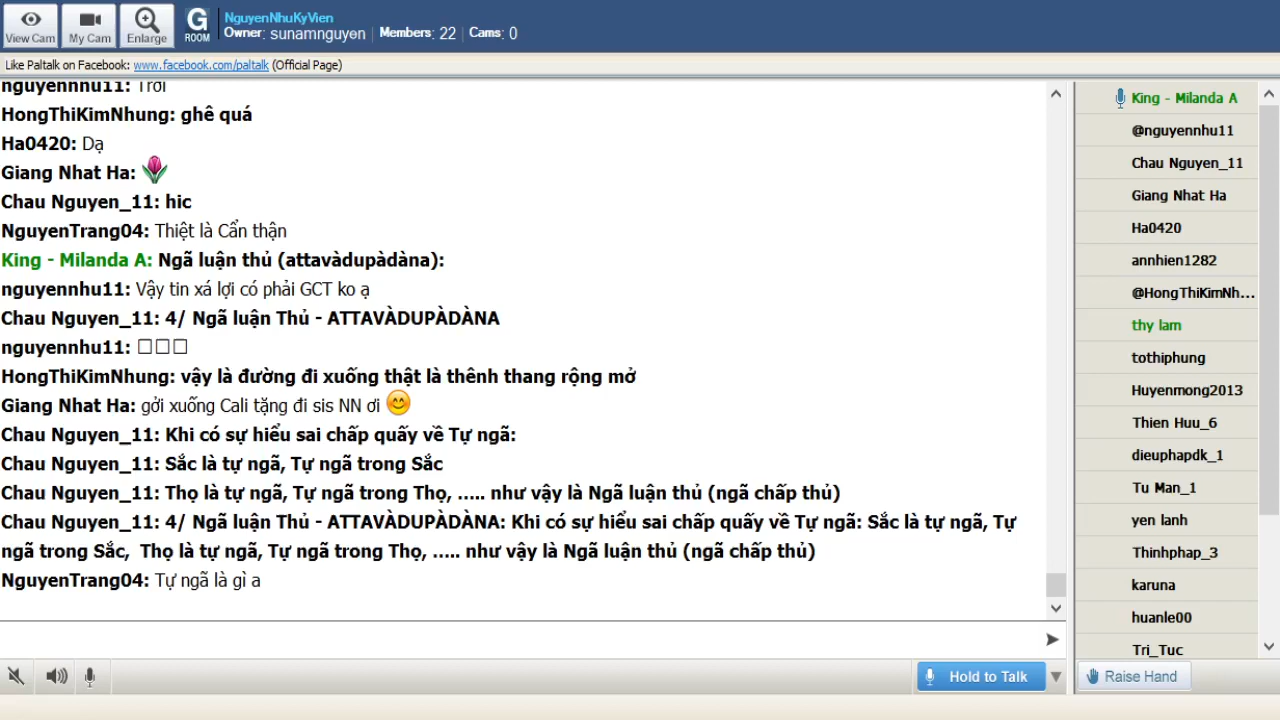 View Cam
My Cam
Enlarge
G
ROOM
NguyenNhuKyVien
Owner: sunamnguyen Members: 22 Cams: 0
Like Paltalk on Facebook: www.facebook.com/paltalk (Official Page)
nguyennhu11: Trời
HongThiKimNhung: ghê quá
Ha0420: Dạ
Giang Nhat Ha:
Chau Nguyen_11: hic
NguyenTrang04: Thiệt là Cẩn thận
King - Milanda A: Ngã luận thủ (attavàdupàdàna):
nguyennhu11: Vậy tin xá lợi có phải GCT ko ạ
Chau Nguyen_11: 4/ Ngã luận Thủ - ATTAVÀDUPÀDÀNA
nguyennhu11: □□□
HongThiKimNhung: vậy là đường đi xuống thật là thênh thang rộng mở
Giang Nhat Ha: gởi xuống Cali tặng đi sis NN ơi
Chau Nguyen_11: Khi có sự hiểu sai chấp quấy về Tự ngã:
Chau Nguyen_11: Sắc là tự ngã, Tự ngã trong Sắc
Chau Nguyen_11: Thọ là tự ngã, Tự ngã trong Thọ, ..... như vậy là Ngã luận thủ (ngã chấp thủ)
Chau Nguyen_11: 4/ Ngã luận Thủ - ATTAVÀDUPÀDÀNA: Khi có sự hiểu sai chấp quấy về Tự ngã: Sắc là tự ngã, Tự
ngã trong Sắc, Thọ là tự ngã, Tự ngã trong Thọ, ..... như vậy là Ngã luận thủ (ngã chấp thủ)
NguyenTrang04: Tự ngã là gì a
Hold to Talk
King - Milanda A
@nguyennhu11
Chau Nguyen_11
Giang Nhat Ha
Ha0420
annhien1282
@HongThiKimNh...
thy lam
tothiphung
Huyenmong2013
Thien Huu_6
dieuphapdk_1
Tu Man_1
yen lanh
Thinhphap_3
karuna
huanle00
Tri_Tuc
Raise Hand